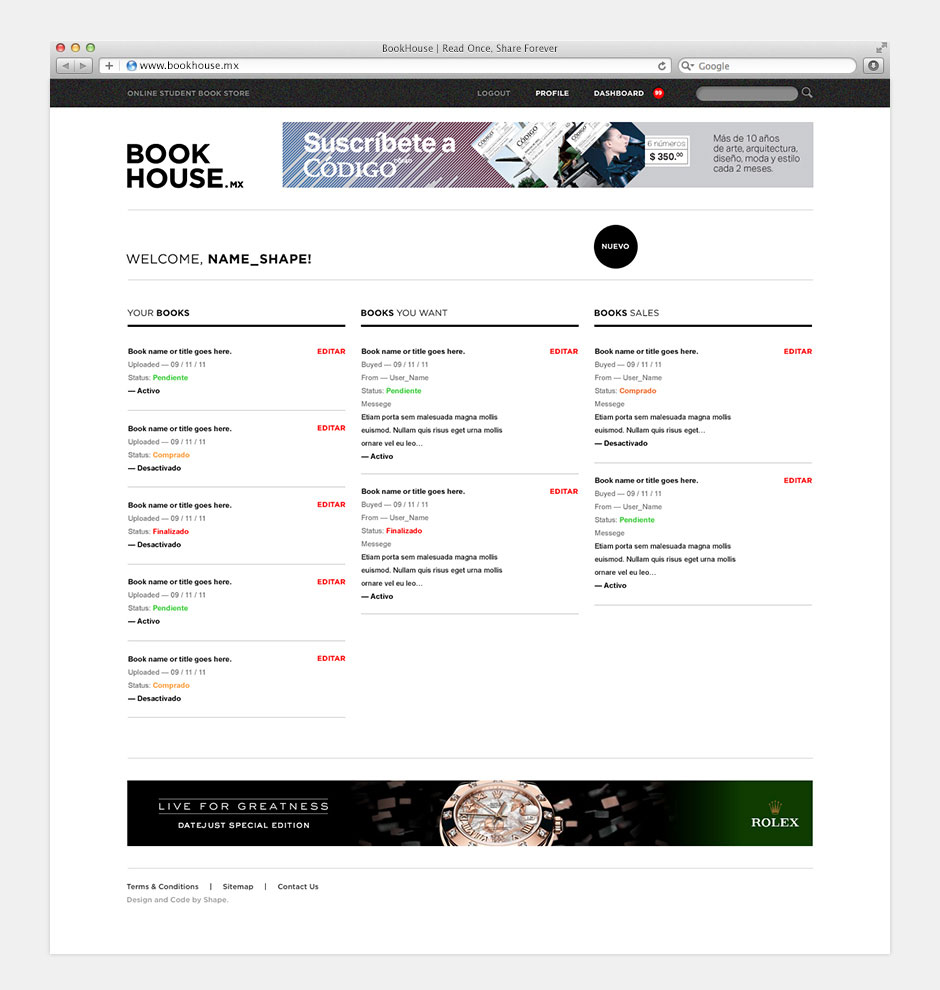 BookHouse | Read Once, Share Forever
www.bookhouse.mx
Google
ONLINE STUDENT BOOK STORE
LOGOUT
PROFILE
DASHBOARD
99
BOOK
HOUSE.MX
Suscríbete a
CÓDIGO
6 números
$ 350.00
Más de 10 años
de arte, arquitectura,
diseño, moda y estilo
cada 2 meses.
WELCOME, NAME_SHAPE!
NUEVO
YOUR BOOKS
Book name or title goes here.
EDITAR
Uploaded — 09 / 11 / 11
Status: Pendiente
— Activo
Book name or title goes here.
EDITAR
Uploaded — 09 / 11 / 11
Status: Comprado
— Desactivado
Book name or title goes here.
EDITAR
Uploaded — 09 / 11 / 11
Status: Finalizado
— Desactivado
Book name or title goes here.
EDITAR
Uploaded — 09 / 11 / 11
Status: Pendiente
— Activo
Book name or title goes here.
EDITAR
Uploaded — 09 / 11 / 11
Status: Comprado
— Desactivado
BOOKS YOU WANT
Book name or title goes here.
EDITAR
Buyed — 09 / 11 / 11
From — User_Name
Status: Pendiente
Messege
Etiam porta sem malesuada magna mollis
euismod. Nullam quis risus eget urna mollis
ornare vel eu leo...
— Activo
Book name or title goes here.
EDITAR
Buyed — 09 / 11 / 11
From — User_Name
Status: Finalizado
Messege
Etiam porta sem malesuada magna mollis
euismod. Nullam quis risus eget urna mollis
ornare vel eu leo...
— Activo
BOOKS SALES
Book name or title goes here.
EDITAR
Buyed — 09 / 11 / 11
From — User_Name
Status: Comprado
Messege
Etiam porta sem malesuada magna mollis
euismod. Nullam quis risus eget...
— Desactivado
Book name or title goes here.
EDITAR
Buyed — 09 / 11 / 11
From — User_Name
Status: Pendiente
Messege
Etiam porta sem malesuada magna mollis
euismod. Nullam quis risus eget urna mollis
ornare vel eu leo...
— Activo
LIVE FOR GREATNESS
DATEJUST SPECIAL EDITION
ROLEX
Terms & Conditions | Sitemap | Contact Us
Design and Code by Shape.